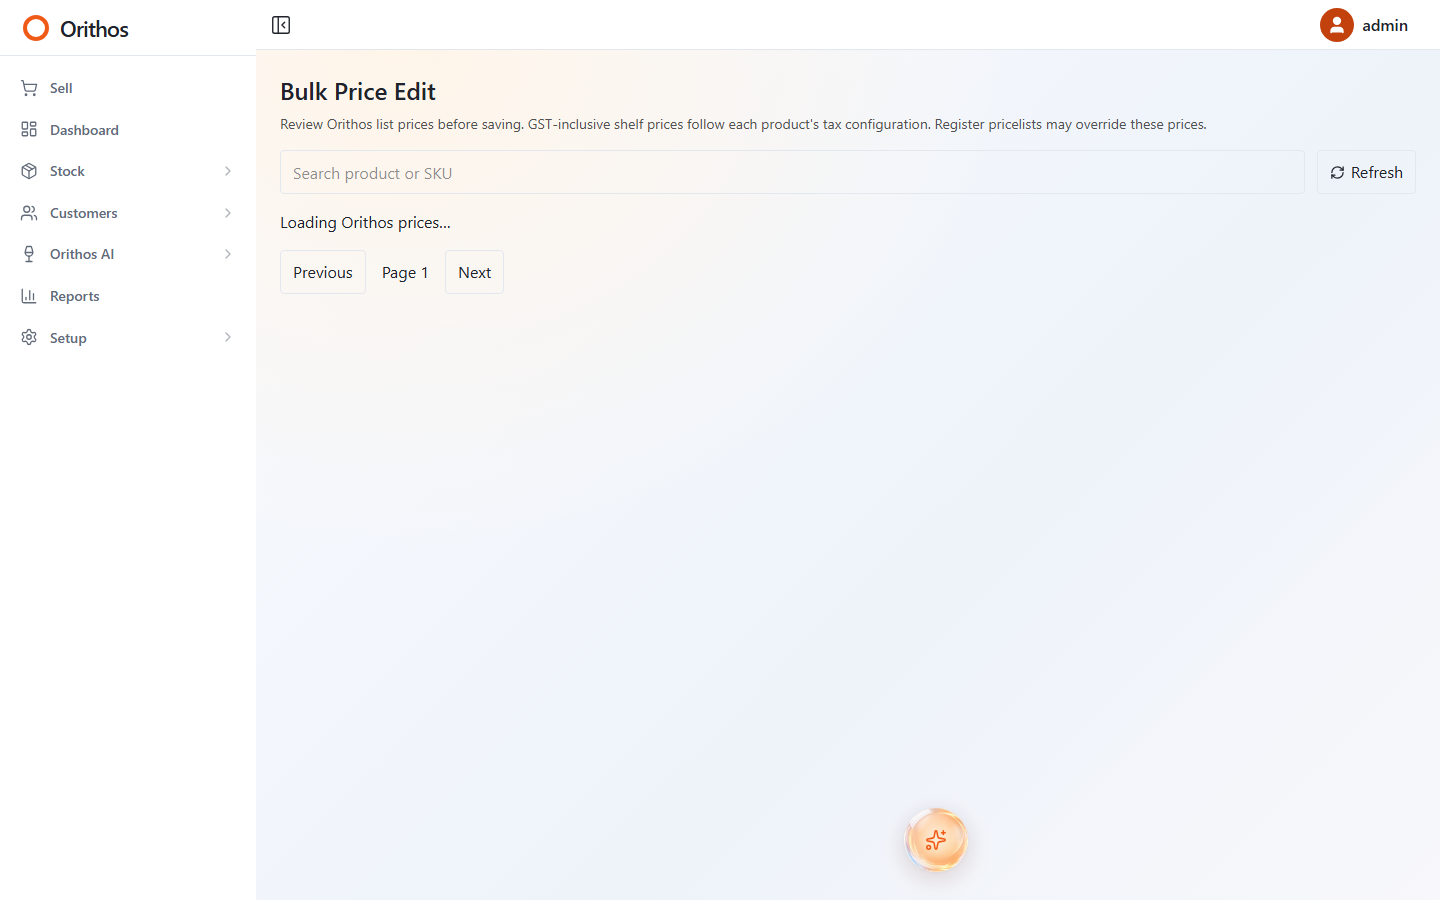 Orithos
admin
Sell
Dashboard
Stock
Customers
Orithos AI
Reports
Setup
Bulk Price Edit
Review Orithos list prices before saving. GST-inclusive shelf prices follow each product's tax configuration. Register pricelists may override these prices.
Search product or SKU
Refresh
Loading Orithos prices...
Previous
Page 1
Next